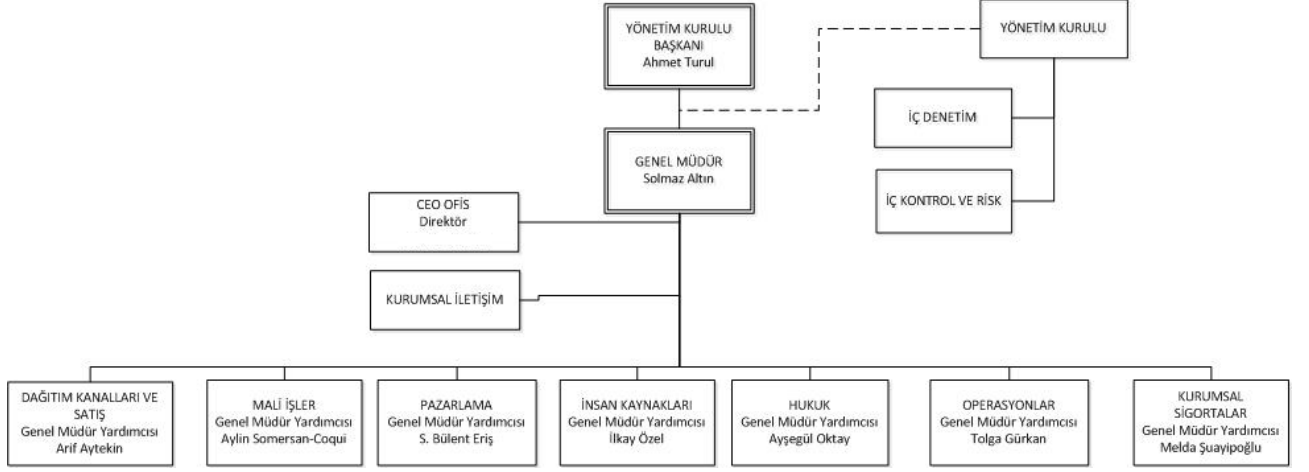 YÖNETİM KURULU
BAŞKANI
Ahmet Turul
YÖNETİM KURULU
İÇ DENETİM
GENEL MÜDÜR
Solmaz Altın
İÇ KONTROL VE RİSK
CEO OFİS
Direktör
KURUMSAL İLETİŞİM
DAĞITIM KANALLARI VE
SATIŞ
Genel Müdür Yardımcısı
Arif Aytekin
MALİ İŞLER
Genel Müdür Yardımcısı
Aylin Somersan-Coqui
PAZARLAMA
Genel Müdür Yardımcısı
S. Bülent Eriş
İNSAN KAYNAKLARI
Genel Müdür Yardımcısı
İlkay Özel
HUKUK
Genel Müdür Yardımcısı
Ayşegül Oktay
OPERASYONLAR
Genel Müdür Yardımcısı
Tolga Gürkan
KURUMSAL
SİGORTALAR
Genel Müdür Yardımcısı
Melda Şuayipoğlu